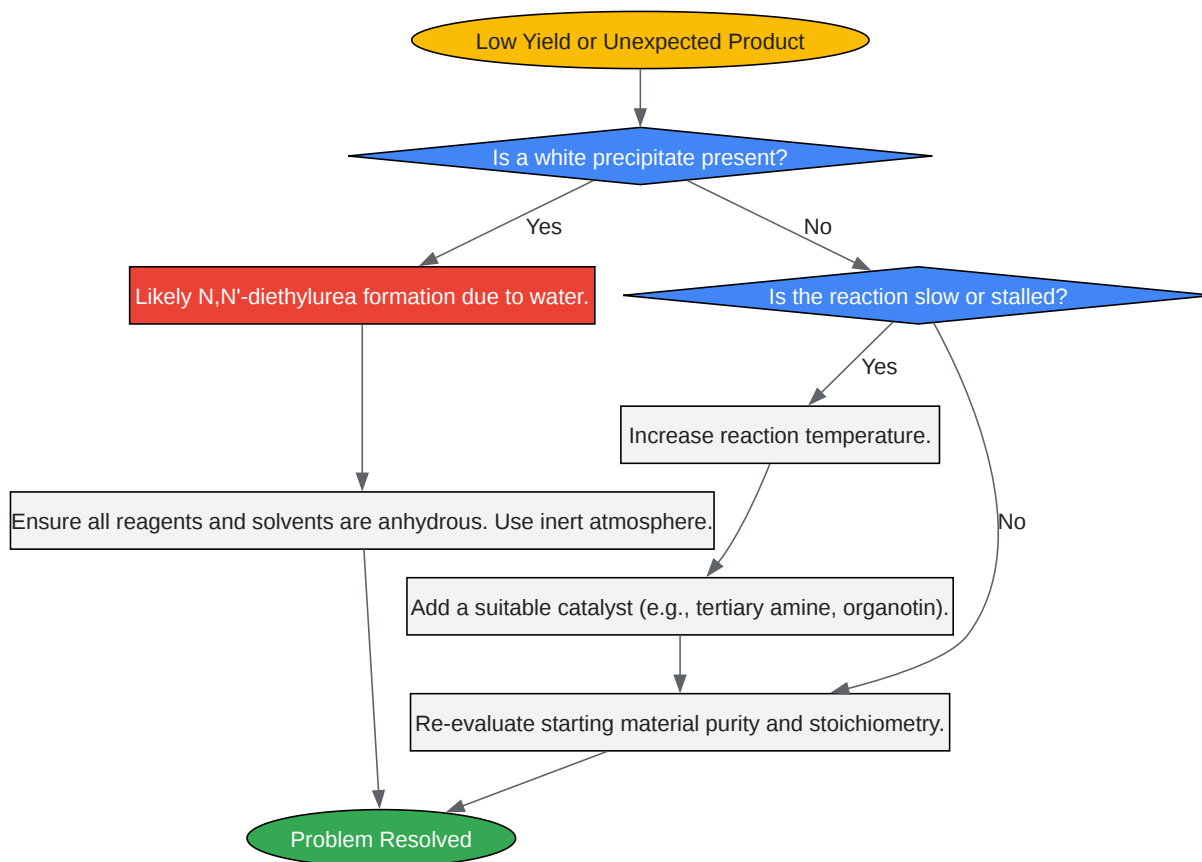 Low Yield or Unexpected Product
Is a white precipitate present?
Yes
No
Likely N,N'-diethylurea formation due to water.
Is the reaction slow or stalled?
Yes
Increase reaction temperature.
Ensure all reagents and solvents are anhydrous. Use inert atmosphere.
No
Add a suitable catalyst (e.g., tertiary amine, organotin).
Re-evaluate starting material purity and stoichiometry.
Problem Resolved